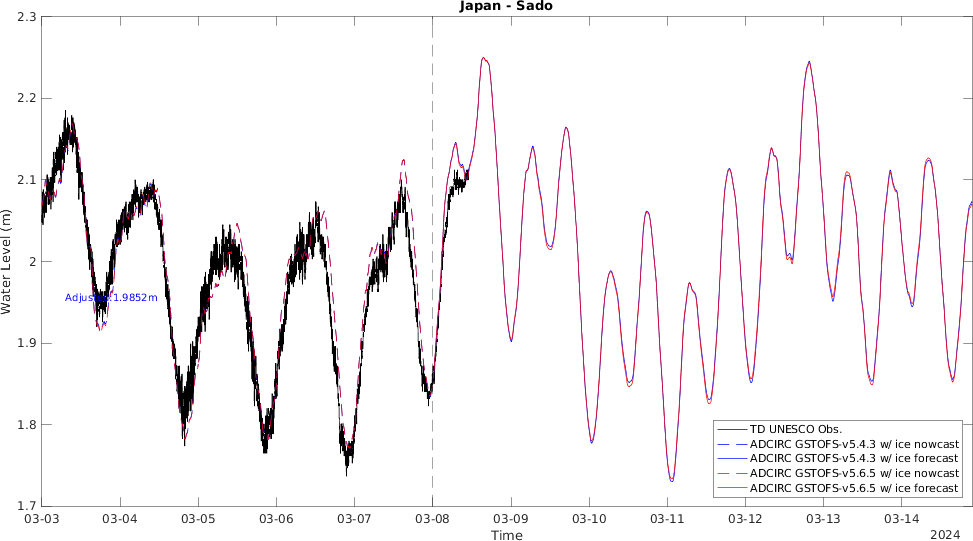 Japan - Sado
2.3
2.2
2.1
2
1.9
1.8
1.7
Water Level (m)
1.9852m
03-03 03-04 03-05 03-06 03-07 03-08 03-09 03-10 03-11 03-12 03-13 03-14
Time
2024
TD UNESCO Obs.
ADCIRC GSTOFS-v5.4.3 w/ ice nowcast
ADCIRC GSTOFS-v5.4.3 w/ ice forecast
ADCIRC GSTOFS-v5.6.5 w/ ice nowcast
ADCIRC GSTOFS-v5.6.5 w/ ice forecast